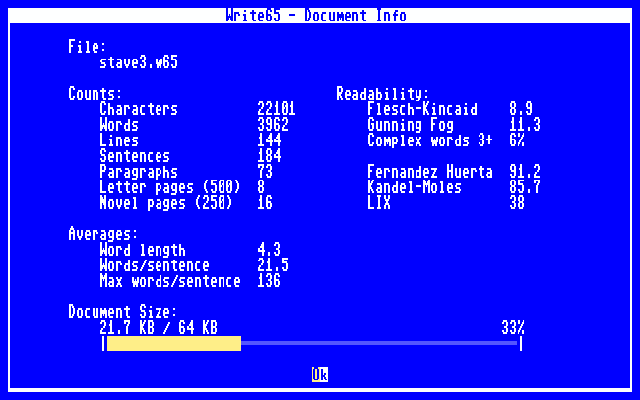 Write65 - Document Info
File:
stave3.w65
Counts:
Characters 22101
Words 3962
Lines 144
Sentences 184
Paragraphs 73
Letter pages (500) 8
Novel pages (250) 16
Readability:
Flesch-Kincaid 8.9
Gunning Fog 11.3
Complex words 3+ 6%
Fernandez Huerta 91.2
Kandel-Moles 85.7
LIX 38
Averages:
Word length 4.3
Words/sentence 21.5
Max words/sentence 136
Document Size:
21.7 KB / 64 KB 33%
Ok